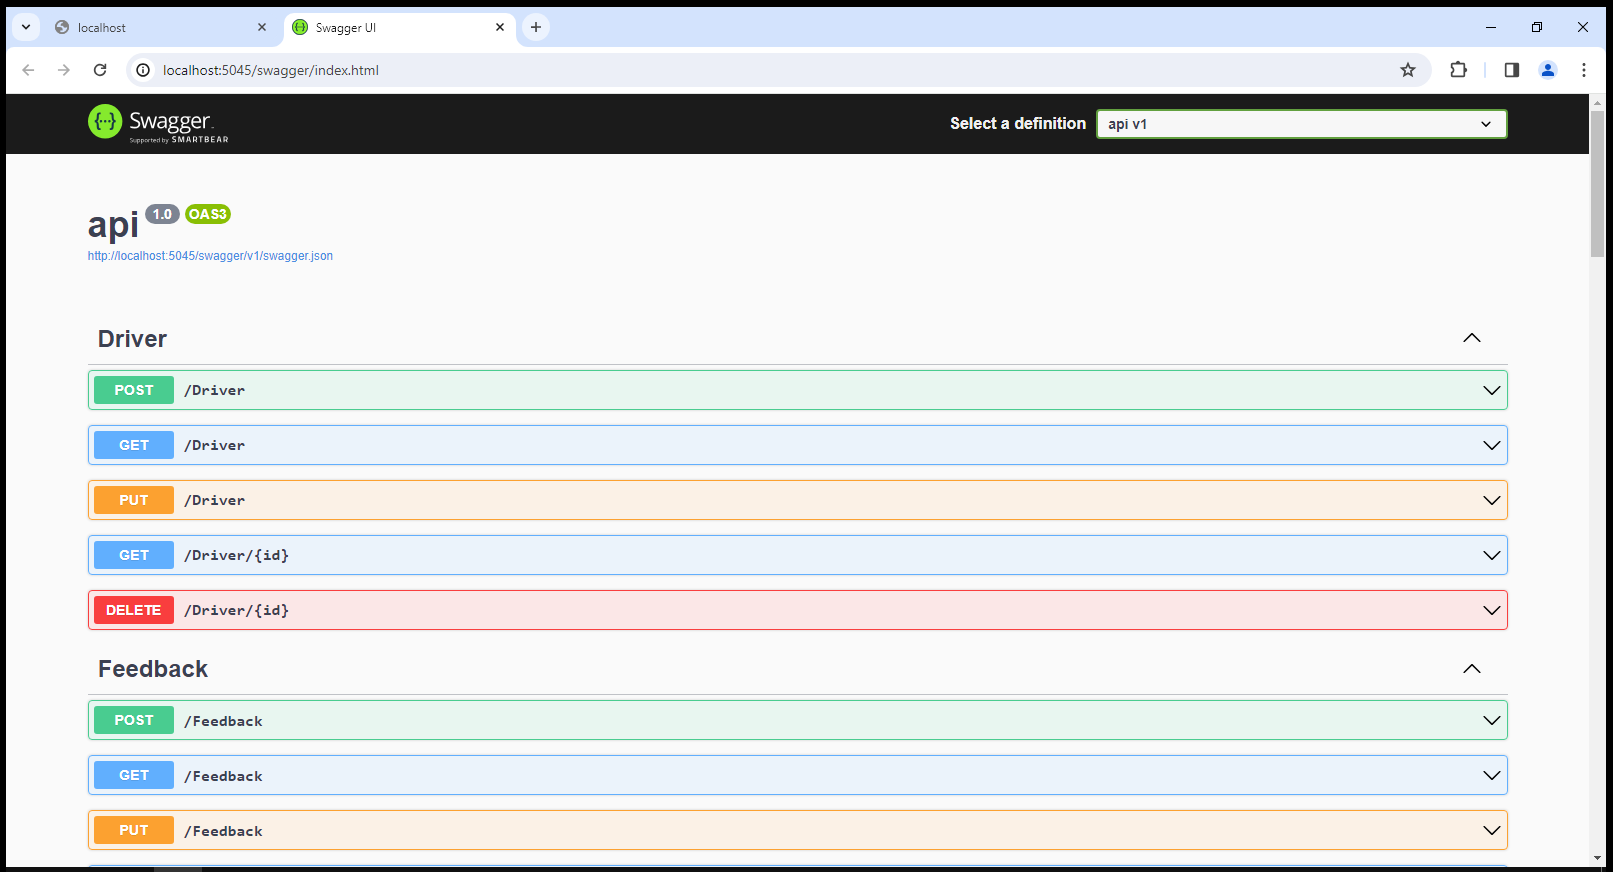 localhost
Swagger UI
localhost:5045/swagger/index.html
Swagger
Supported by SMARTBEAR
Select a definition
api v1
api 1.0 OAS3
http://localhost:5045/swagger/v1/swagger.json
Driver
POST /Driver
GET /Driver
PUT /Driver
GET /Driver/{id}
DELETE /Driver/{id}
Feedback
POST /Feedback
GET /Feedback
PUT /Feedback